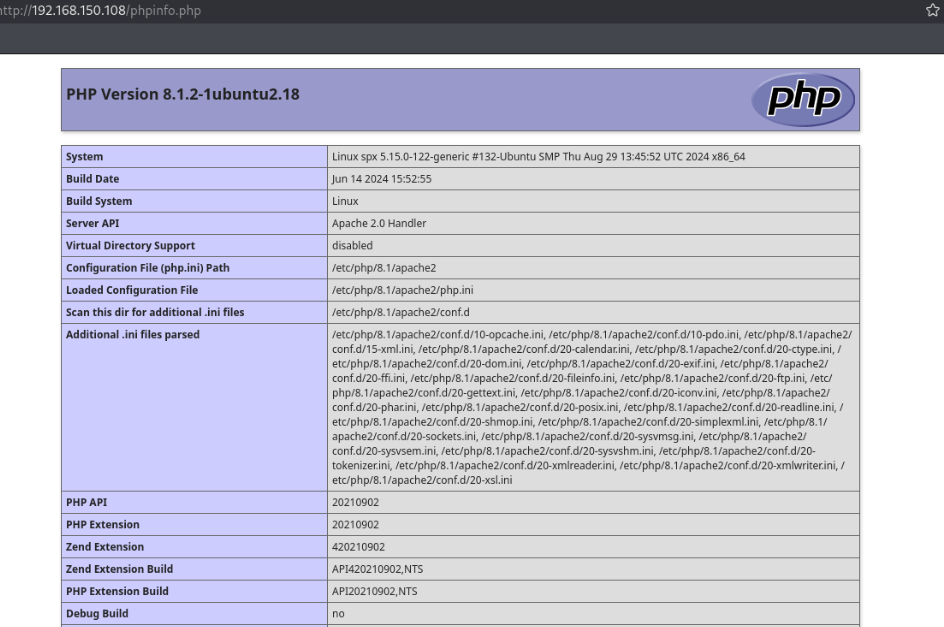 http://192.168.150.108/phpinfo.php
PHP Version 8.1.2-1ubuntu2.18
php
System Linux spx 5.15.0-122-generic #132-Ubuntu SMP Thu Aug 29 13:45:52 UTC 2024 x86_64
Build Date Jun 14 2024 15:52:55
Build System Linux
Server API Apache 2.0 Handler
Virtual Directory Support disabled
Configuration File (php.ini) Path /etc/php/8.1/apache2
Loaded Configuration File /etc/php/8.1/apache2/php.ini
Scan this dir for additional .ini files /etc/php/8.1/apache2/conf.d
Additional .ini files parsed /etc/php/8.1/apache2/conf.d/10-opcache.ini, /etc/php/8.1/apache2/conf.d/10-pdo.ini, /etc/php/8.1/apache2/
conf.d/15-xml.ini, /etc/php/8.1/apache2/conf.d/20-calendar.ini, /etc/php/8.1/apache2/conf.d/20-ctype.ini, /
etc/php/8.1/apache2/conf.d/20-dom.ini, /etc/php/8.1/apache2/conf.d/20-exif.ini, /etc/php/8.1/apache2/
conf.d/20-ffi.ini, /etc/php/8.1/apache2/conf.d/20-fileinfo.ini, /etc/php/8.1/apache2/conf.d/20-ftp.ini, /etc/
php/8.1/apache2/conf.d/20-gettext.ini, /etc/php/8.1/apache2/conf.d/20-iconv.ini, /etc/php/8.1/apache2/
conf.d/20-phar.ini, /etc/php/8.1/apache2/conf.d/20-posix.ini, /etc/php/8.1/apache2/conf.d/20-readline.ini, /
etc/php/8.1/apache2/conf.d/20-shmop.ini, /etc/php/8.1/apache2/conf.d/20-simplexml.ini, /etc/php/8.1/
apache2/conf.d/20-sockets.ini, /etc/php/8.1/apache2/conf.d/20-sysvmsg.ini, /etc/php/8.1/apache2/
conf.d/20-sysvsem.ini, /etc/php/8.1/apache2/conf.d/20-sysvshm.ini, /etc/php/8.1/apache2/conf.d/20-
tokenizer.ini, /etc/php/8.1/apache2/conf.d/20-xmlreader.ini, /etc/php/8.1/apache2/conf.d/20-xmlwriter.ini, /
etc/php/8.1/apache2/conf.d/20-xsl.ini
PHP API 20210902
PHP Extension 20210902
Zend Extension 420210902
Zend Extension Build API420210902,NTS
PHP Extension Build API20210902,NTS
Debug Build no